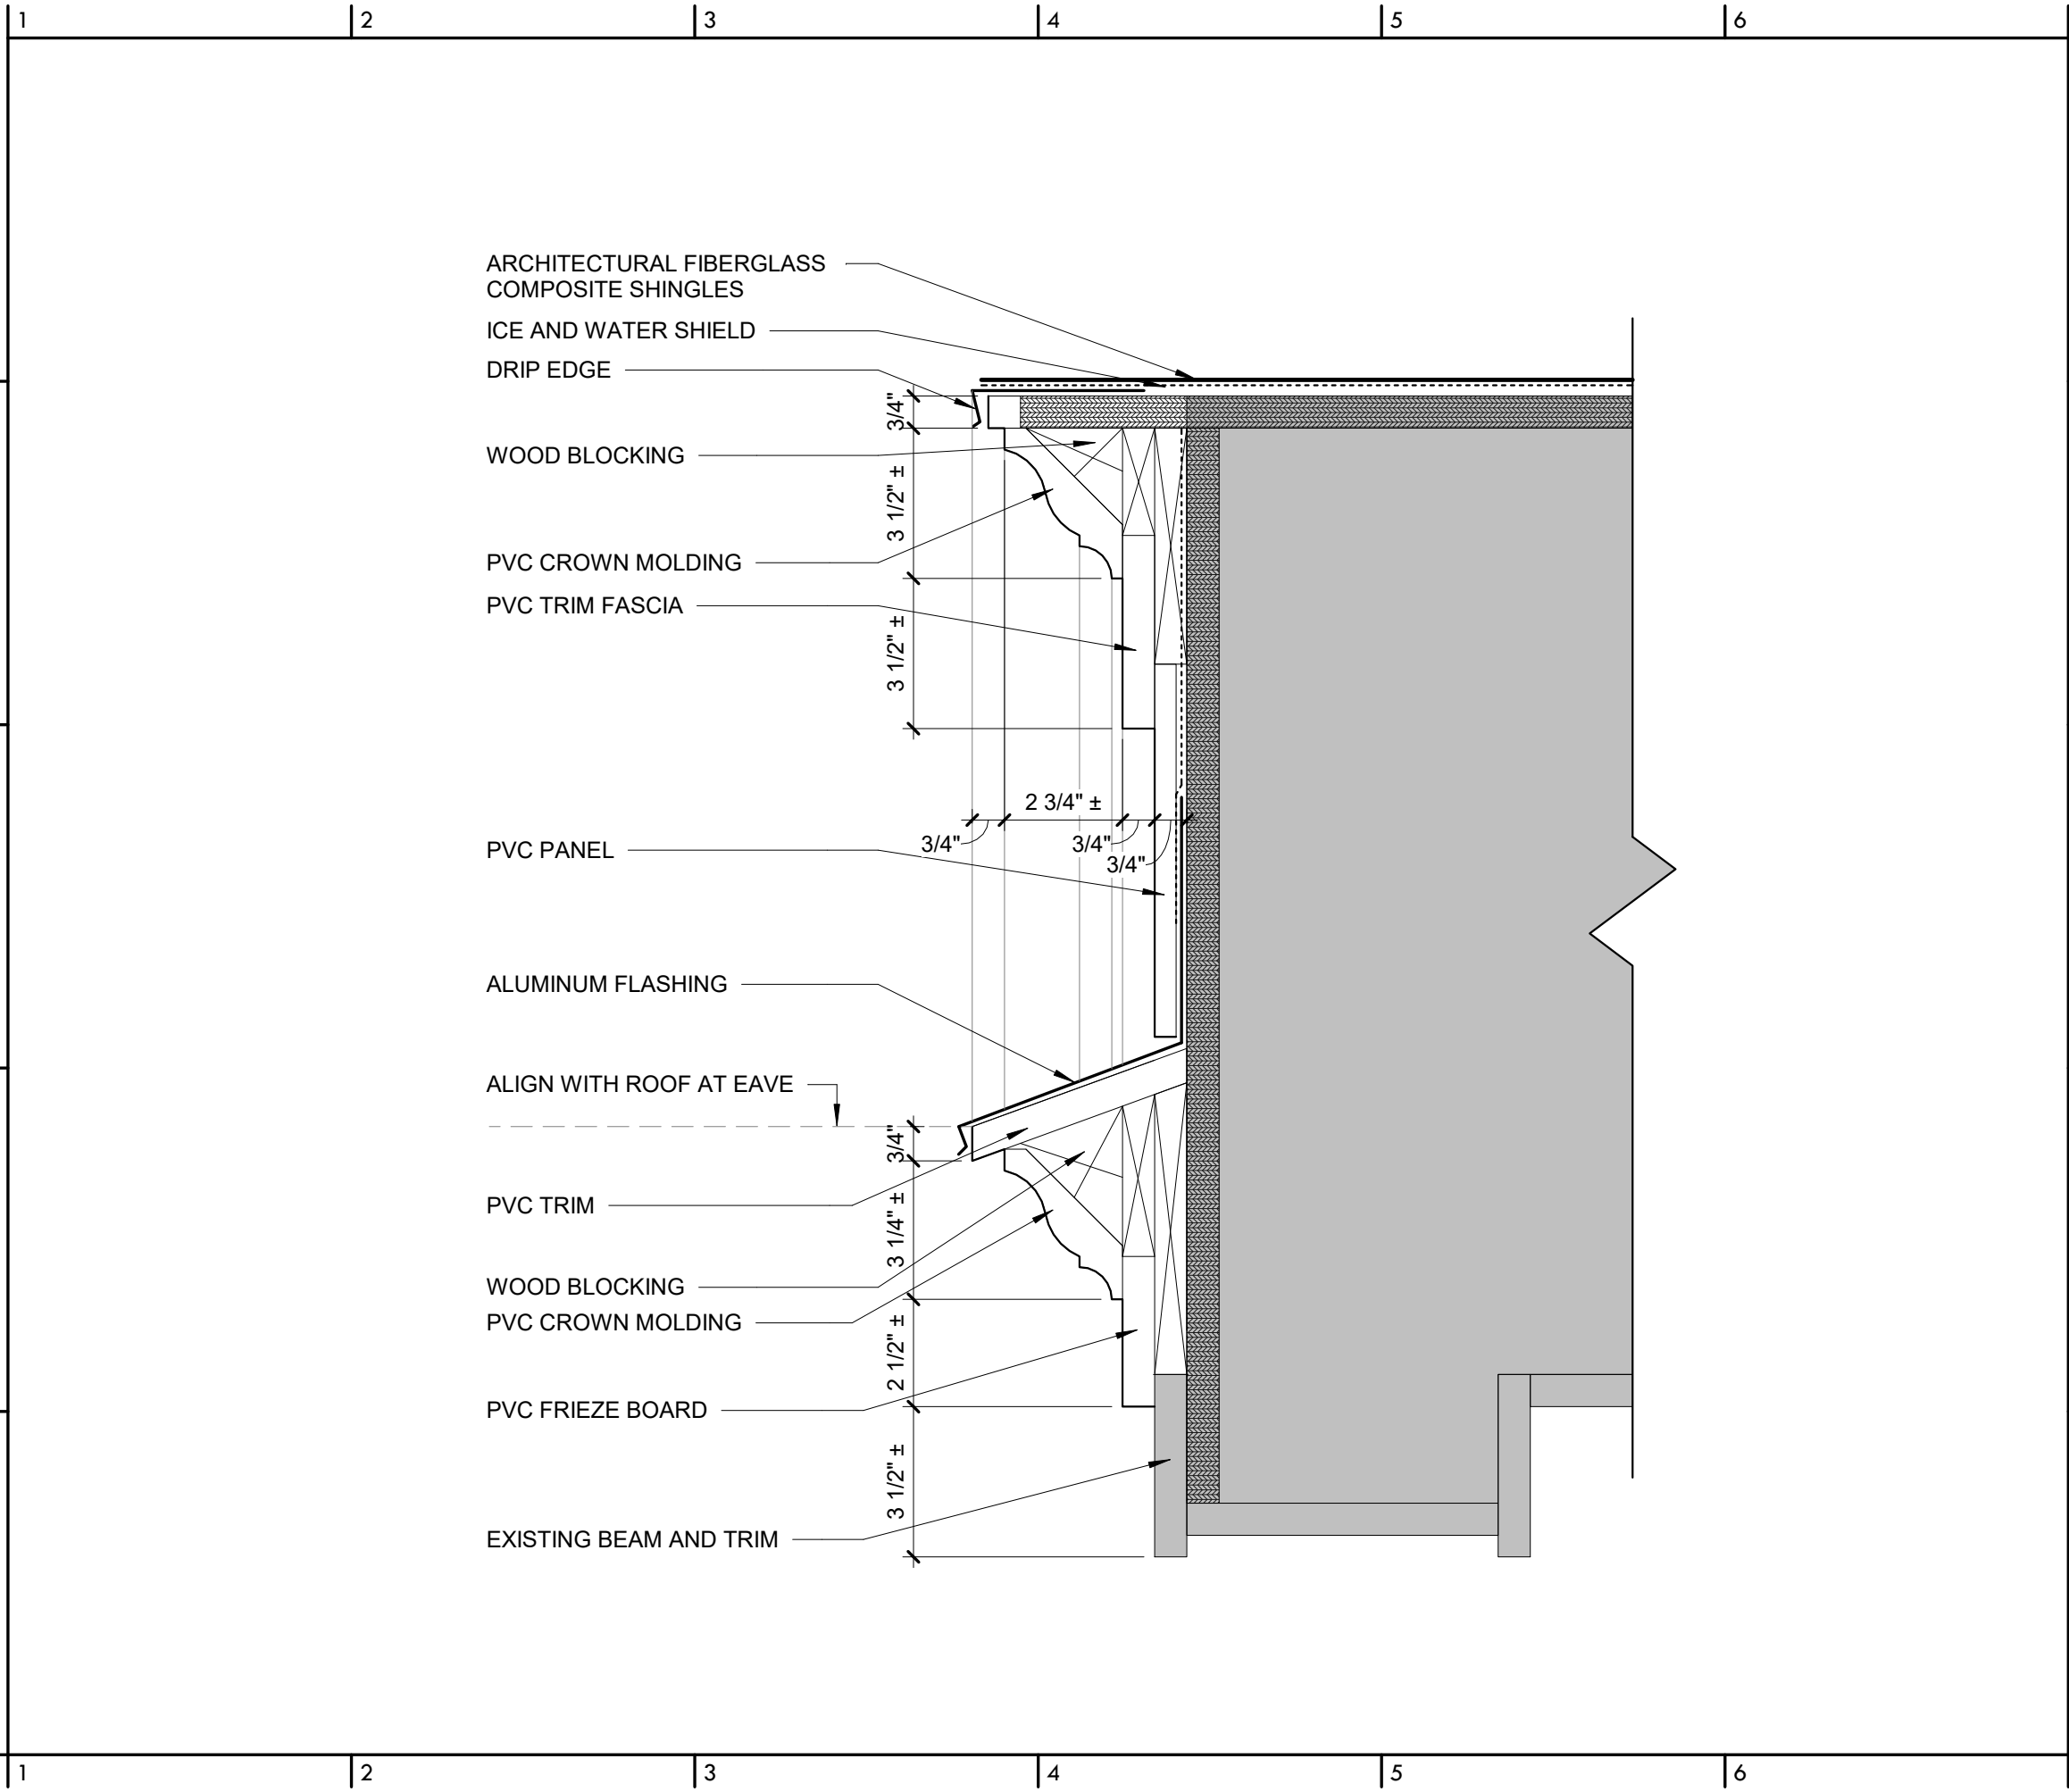 1 2 3 4 5 6
ARCHITECTURAL FIBERGLASS
COMPOSITE SHINGLES
ICE AND WATER SHIELD
DRIP EDGE
3/4"
WOOD BLOCKING
3 1/2" ±
PVC CROWN MOLDING
PVC TRIM FASCIA
3 1/2" ±
2 3/4" ±
3/4"
3/4"
3/4"
PVC PANEL
ALUMINUM FLASHING
ALIGN WITH ROOF AT EAVE
3/4"
PVC TRIM
3 1/4" ±
WOOD BLOCKING
PVC CROWN MOLDING
2 1/2" ±
PVC FRIEZE BOARD
3 1/2" ±
EXISTING BEAM AND TRIM
1 2 3 4 5 6